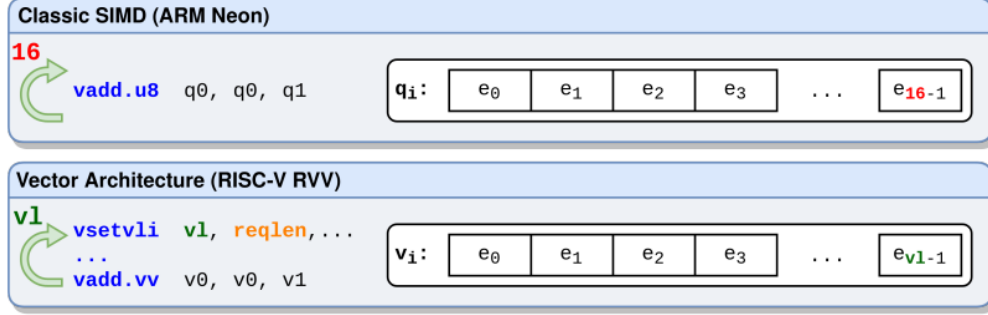 Classic SIMD (ARM Neon)
16
vadd.u8 q0, q0, q1
qi: e0 e1 e2 e3 ... e16-1
Vector Architecture (RISC-V RVV)
vl
vsetvli vl, reqlen,...
...
vadd.vv v0, v0, v1
vi: e0 e1 e2 e3 ... evl-1